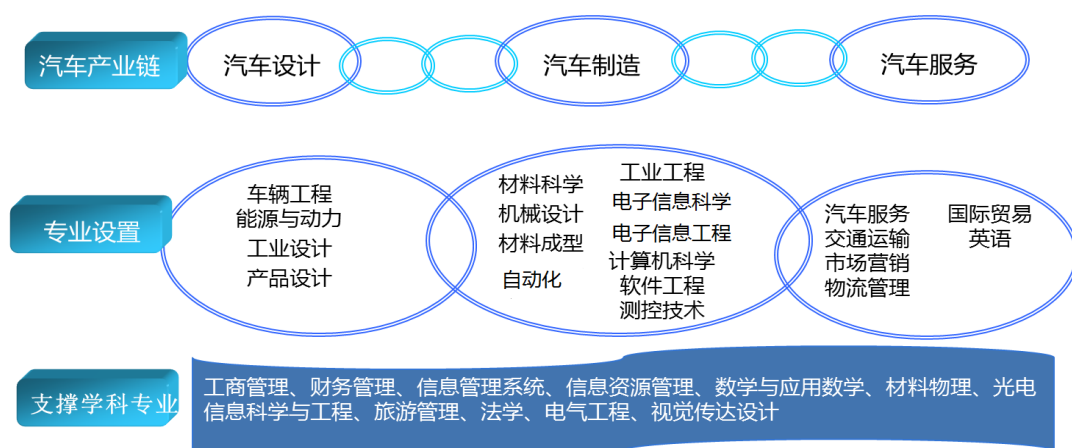 汽车产业链
汽车设计
汽车制造
汽车服务
专业设置
车辆工程
能源与动力
工业设计
产品设计
材料科学
机械设计
材料成型
自动化
工业工程
电子信息科学
电子信息工程
计算机科学
软件工程
测控技术
汽车服务
交通运输
市场营销
物流管理
国际贸易
英语
支撑学科专业
工商管理、财务管理、信息管理系统、信息资源管理、数学与应用数学、材料物理、光电
信息科学与工程、旅游管理、法学、电气工程、视觉传达设计